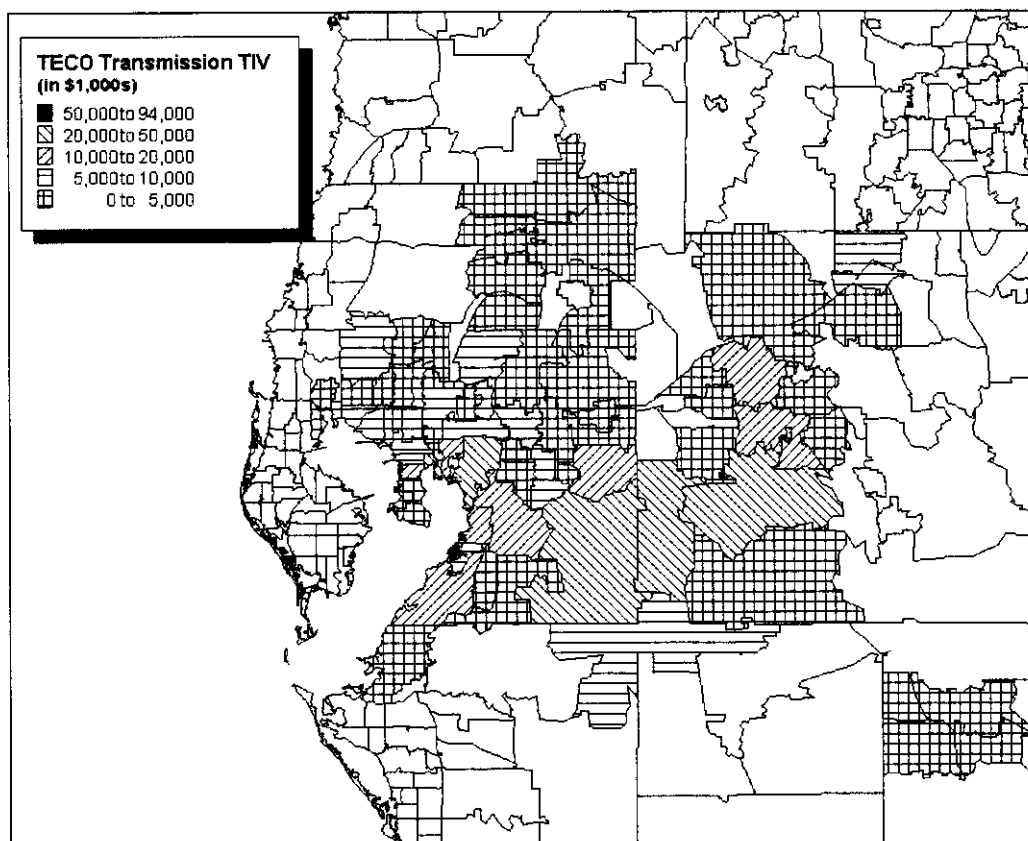 TECO Transmission TIV
(in $1,000s)
50,000 to 94,000
20,000 to 50,000
10,000 to 20,000
5,000 to 10,000
0 to 5,000